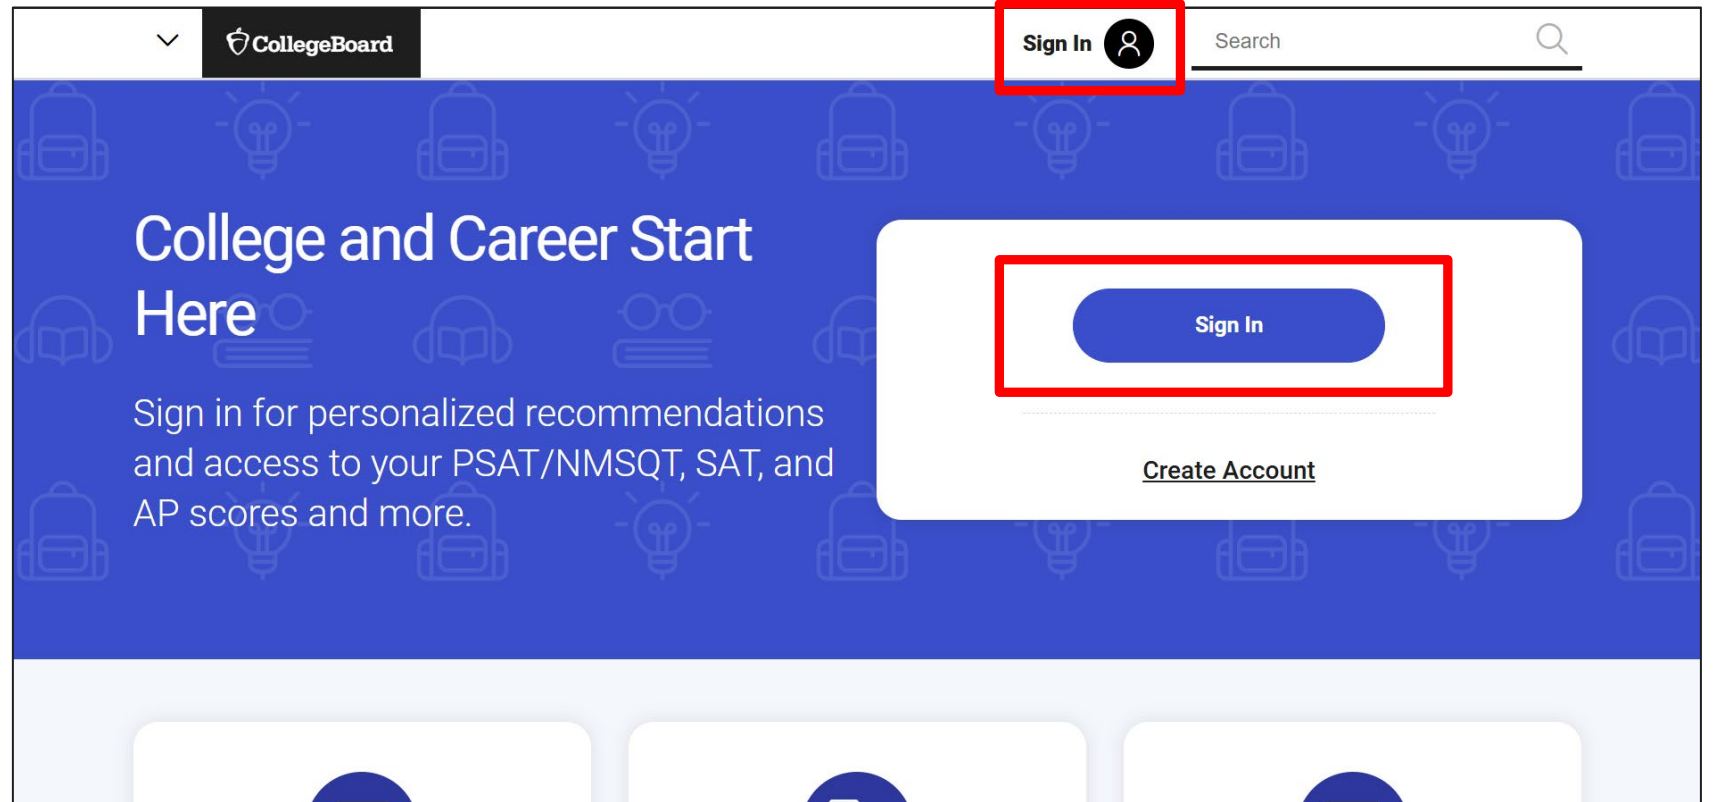 CollegeBoard
Sign In
Search
College and Career Start
Here
Sign in for personalized recommendations
and access to your PSAT/NMSQT, SAT, and
AP scores and more.
Sign In
Create Account